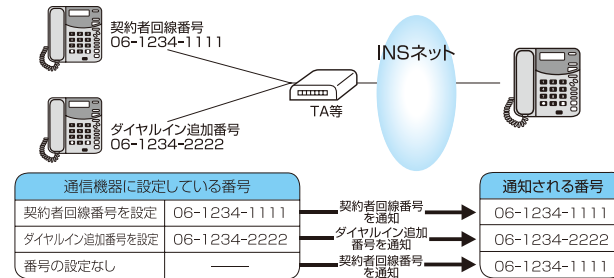 契約者回線番号
06-1234-1111
INSネット
TA等
ダイヤルイン追加番号
06-1234-2222
通信機器に設定している番号
通知される番号
契約者回線番号を設定 06-1234-1111 契約者回線番号 06-1234-1111
を通知
ダイヤルイン追加番号を設定 06-1234-2222 ダイヤルイン追加 06-1234-2222
番号を通知
番号の設定なし —— 契約者回線番号 06-1234-1111
を通知